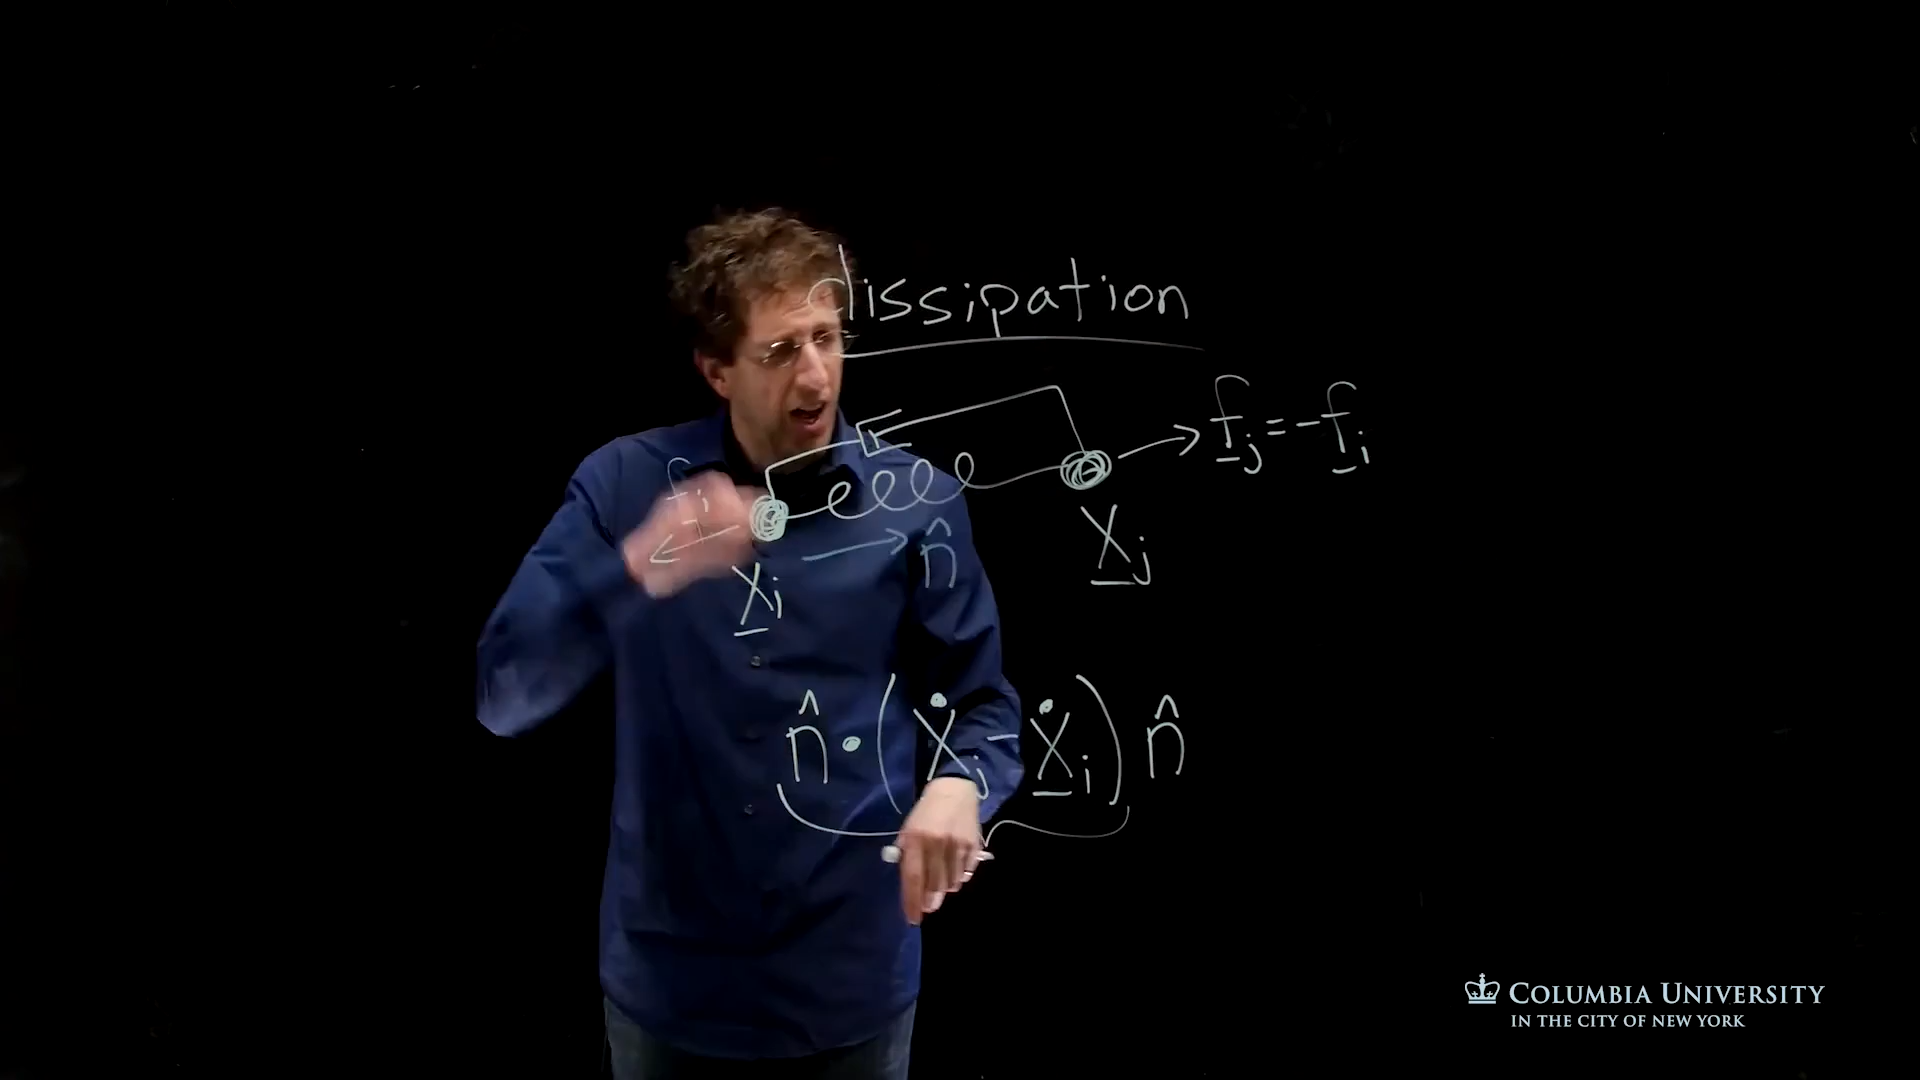 dissipation
f_j = -f_i
f_i
n̂
X_j
X_i
n̂ · (Ẋ_j - Ẋ_i) n̂
COLUMBIA UNIVERSITY
IN THE CITY OF NEW YORK